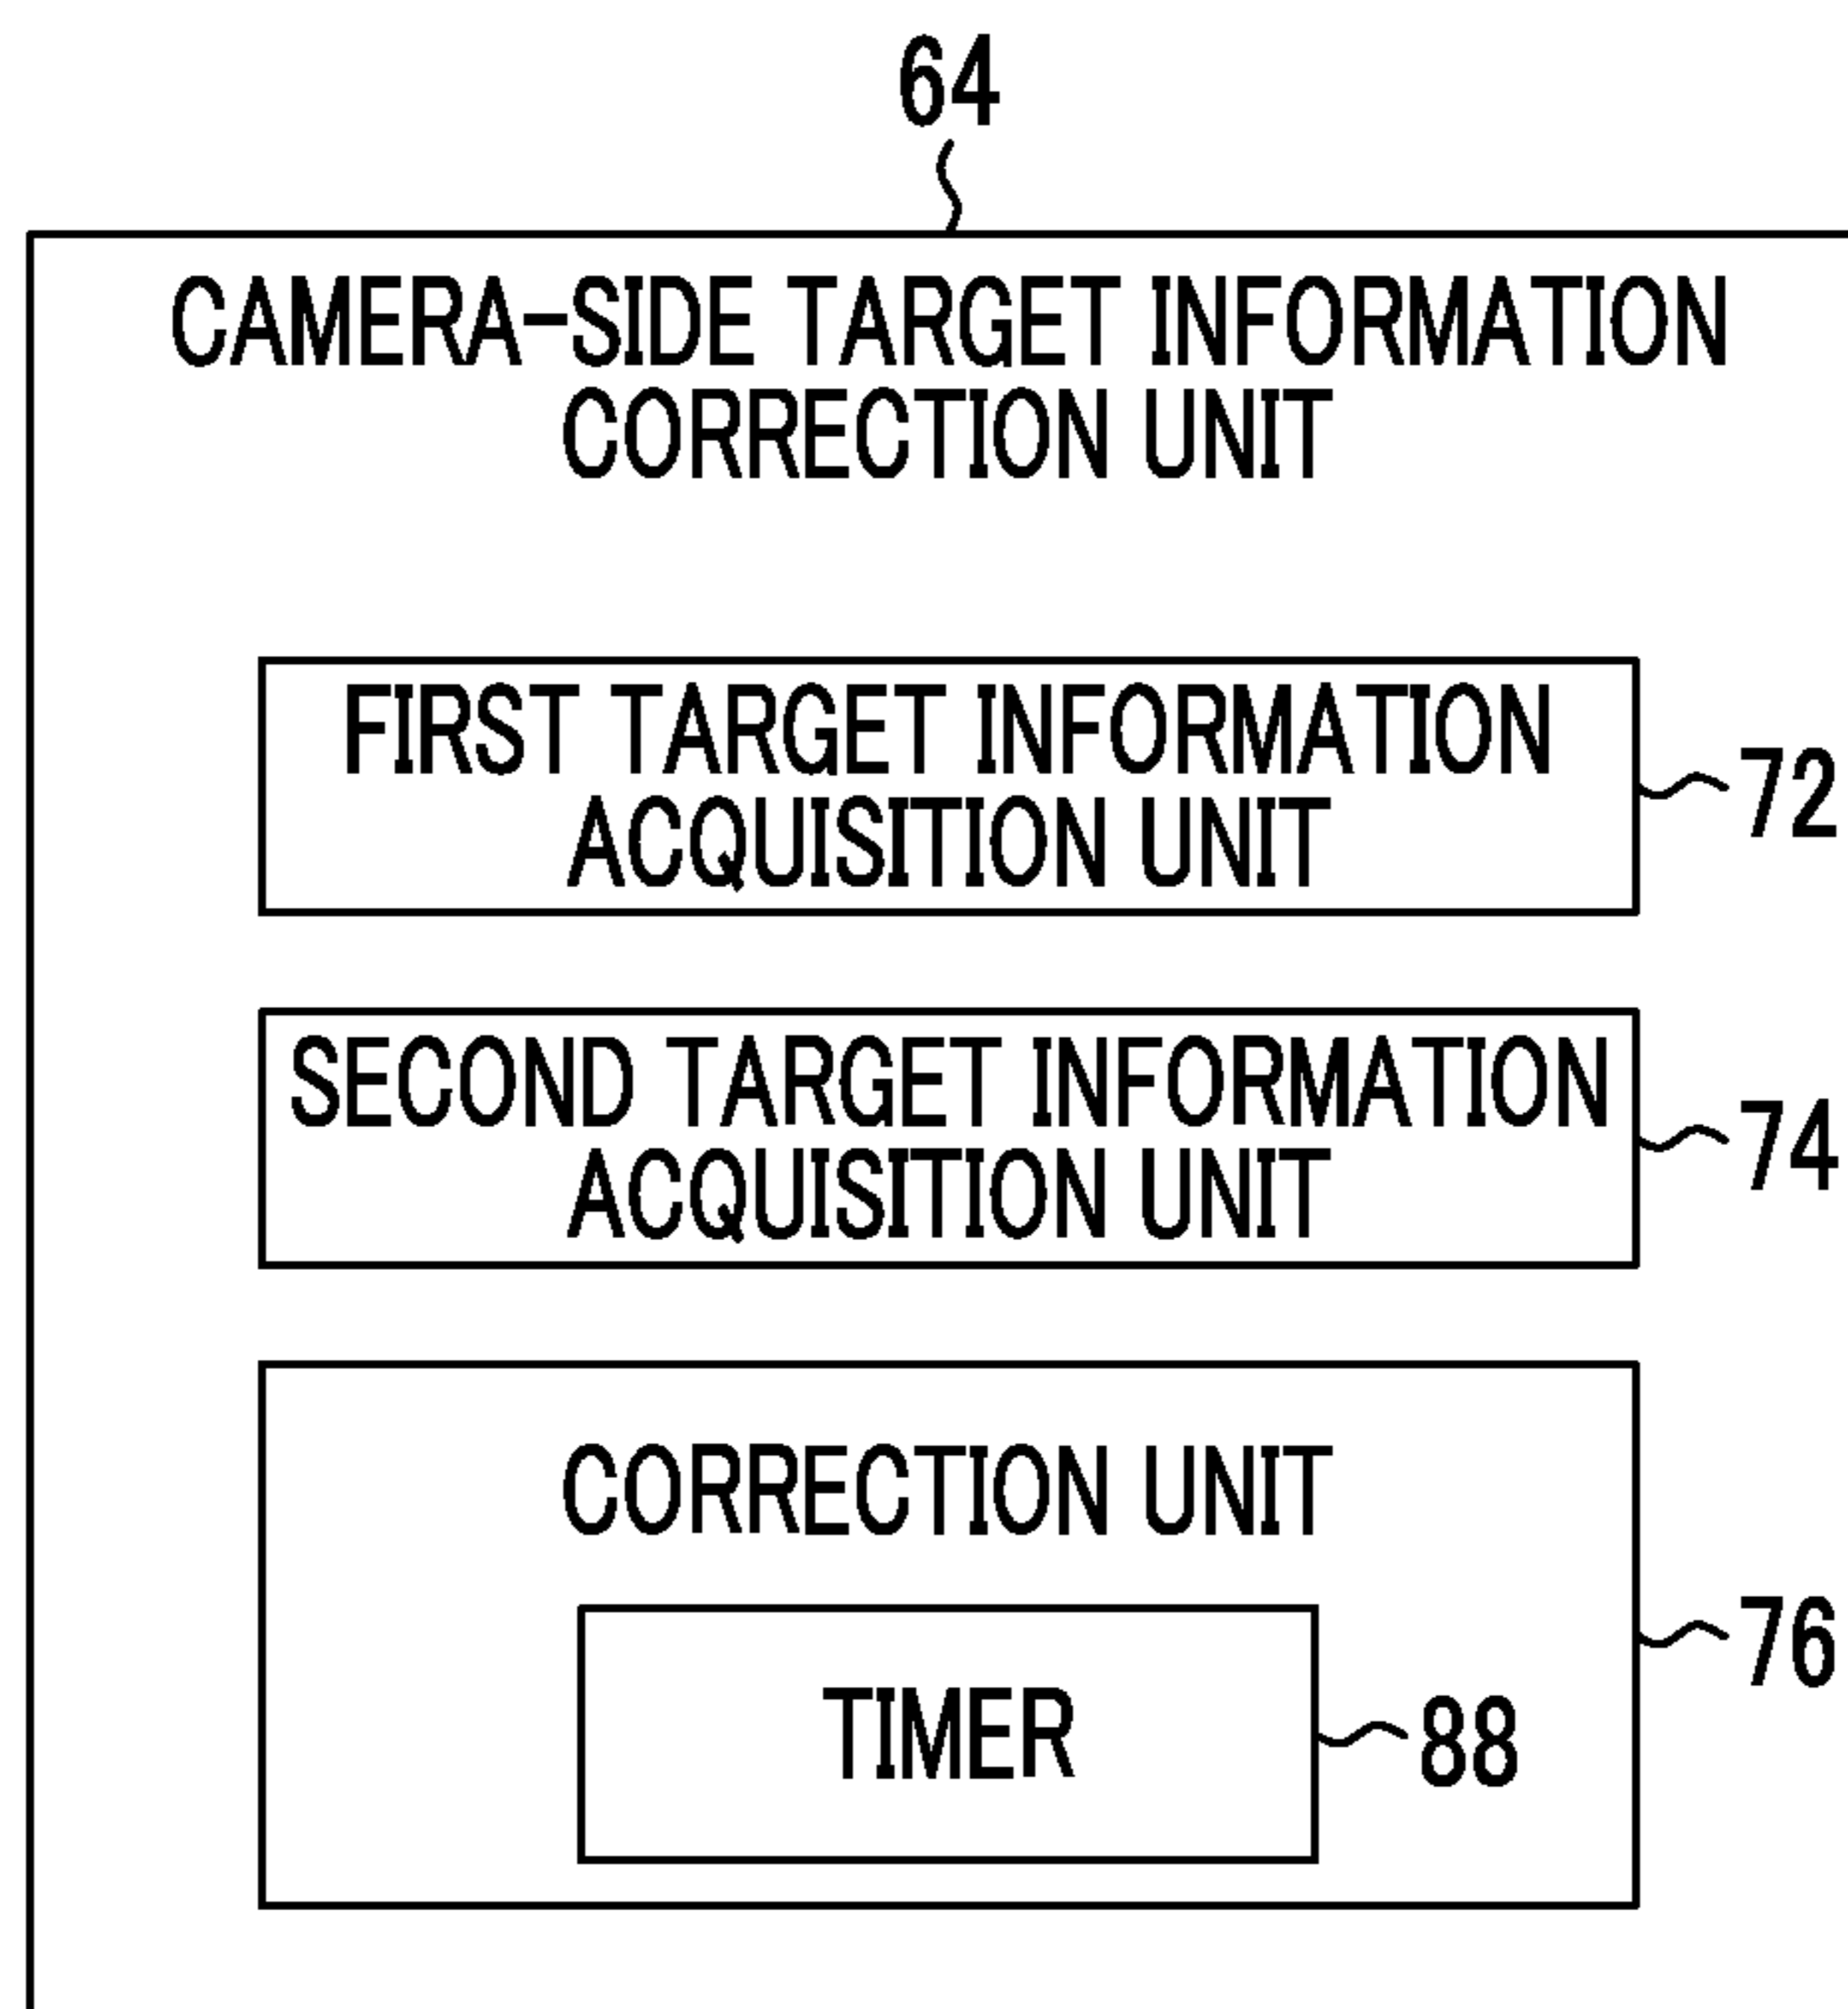 64
CAMERA-SIDE TARGET INFORMATION
CORRECTION UNIT
FIRST TARGET INFORMATION
ACQUISITION UNIT
72
SECOND TARGET INFORMATION
ACQUISITION UNIT
74
CORRECTION UNIT
76
TIMER
88